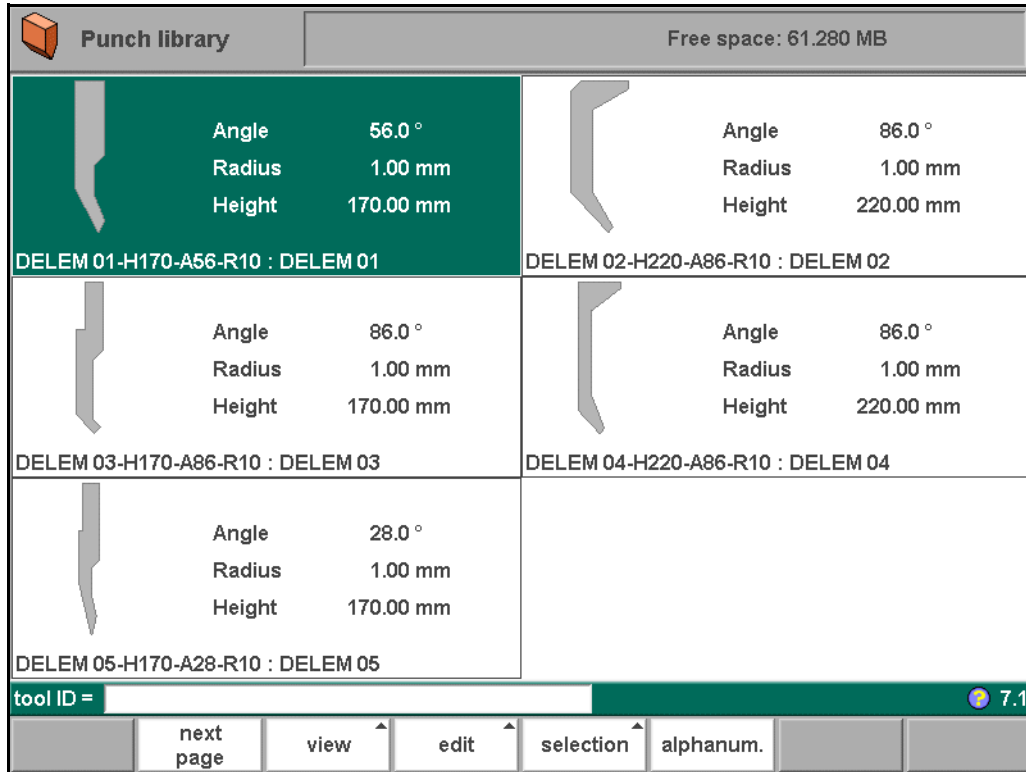 Punch library
Free space: 61.280 MB
Angle 56.0 °
Radius 1.00 mm
Height 170.00 mm
DELEM 01-H170-A56-R10 : DELEM 01
Angle 86.0 °
Radius 1.00 mm
Height 220.00 mm
DELEM 02-H220-A86-R10 : DELEM 02
Angle 86.0 °
Radius 1.00 mm
Height 170.00 mm
DELEM 03-H170-A86-R10 : DELEM 03
Angle 86.0 °
Radius 1.00 mm
Height 220.00 mm
DELEM 04-H220-A86-R10 : DELEM 04
Angle 28.0 °
Radius 1.00 mm
Height 170.00 mm
DELEM 05-H170-A28-R10 : DELEM 05
tool ID =
? 7.1
next
page
view
edit
selection
alphanum.